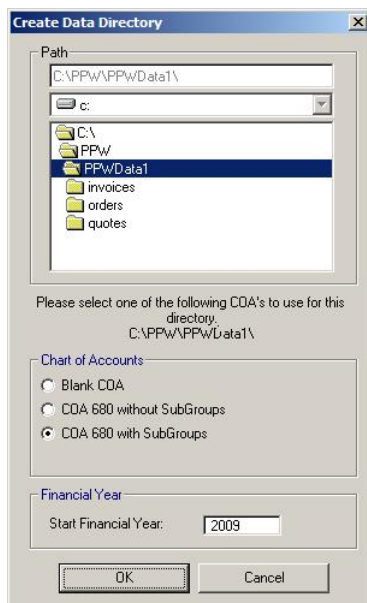 Create Data Directory
Path
C:\PPW\PPWData1\
c:
C:\
PPW
PPWData1
invoices
orders
quotes
Please select one of the following COA's to use for this
directory.
C:\PPW\PPWData1\
Chart of Accounts
Blank COA
COA 680 without SubGroups
COA 680 with SubGroups
Financial Year
Start Financial Year:
2009
OK
Cancel